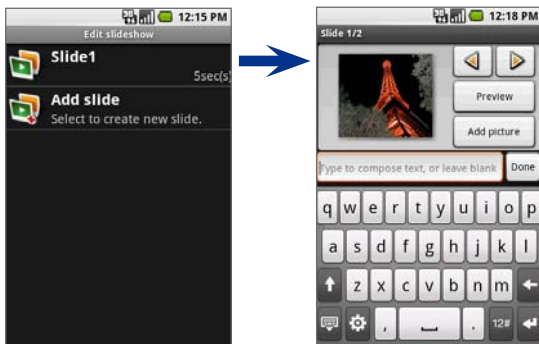 12:15 PM
Edit slideshow
Slide1
5sec(s)
Add slide
Select to create new slide.
12:18 PM
Slide 1/2
Preview
Add picture
Type to compose text, or leave blank
Done
q w e r t y u i o p
a s d f g h j k l
z x c v b n m
, . 12#